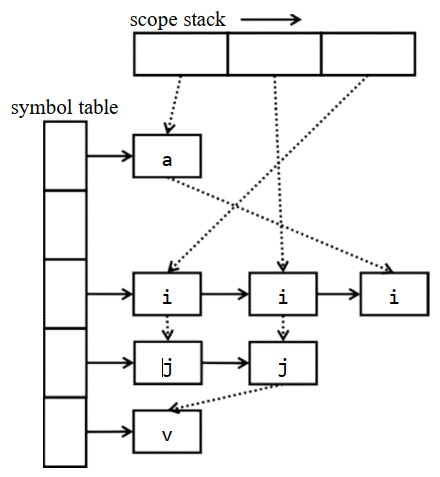 scope stack
symbol table
a
i i i
j j
v